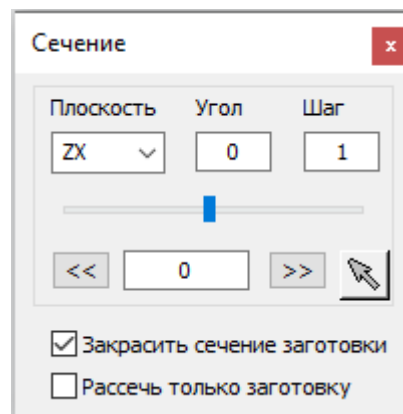 Сечение x
Плоскость Угол Шаг
ZX 0 1
<< 0 >>
Закрасить сечение заготовки
Рассечь только заготовку